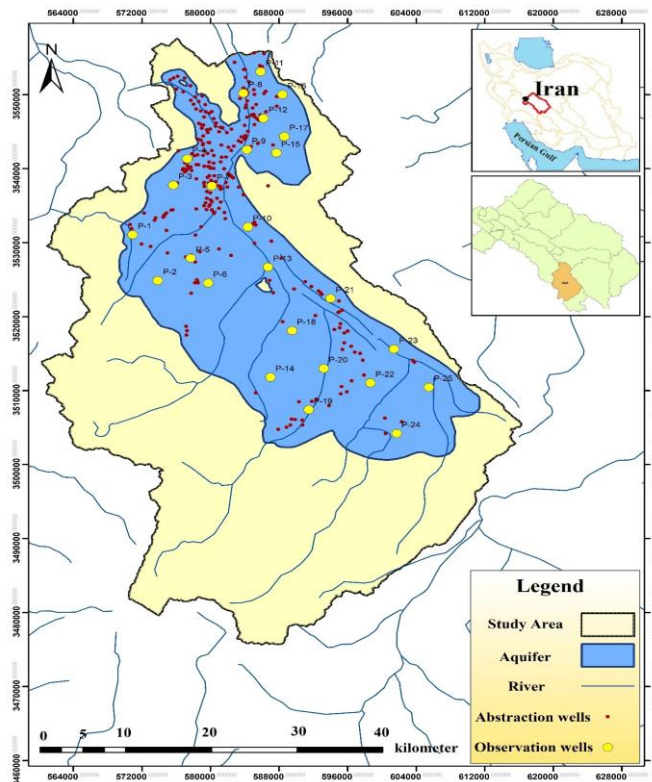 564000 572000 580000 588000 596000 604000 612000 620000 628000
N
3550000
3540000
3530000
3520000
3510000
3500000
3490000
3480000
3470000
3460000
P-11
P-8
P-16
P-12
P-17
P-9
P-15
P-3
P-1
P-10
P-5
P-13
P-2
P-6
P-21
P-18
P-23
P-20
P-14
P-22
P-25
P-19
P-24
Iran
Persian Gulf
Legend
Study Area
Aquifer
River
Abstraction wells
Observation wells
0 5 10 20 30 40
kilometer
564000 572000 580000 588000 596000 604000 612000 620000 628000